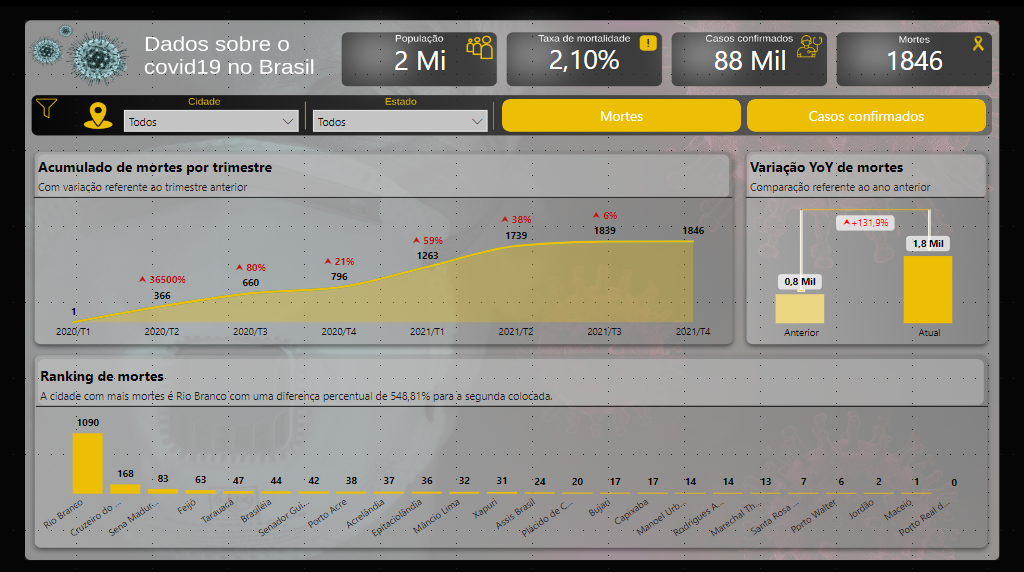 Dados sobre o
covid19 no Brasil
População
2 Mi
Taxa de mortalidade
2,10%
Casos confirmados
88 Mil
Mortes
1846
Cidade
Todos
Estado
Todos
Mortes
Casos confirmados
Acumulado de mortes por trimestre
Com variação referente ao trimestre anterior
1
36500%
366
80%
660
21%
796
59%
1263
38%
1739
6%
1839
1846
2020/T1
2020/T2
2020/T3
2020/T4
2021/T1
2021/T2
2021/T3
2021/T4
Variação YoY de mortes
Comparação referente ao ano anterior
+131,9%
0,8 Mil
1,8 Mil
Anterior
Atual
Ranking de mortes
A cidade com mais mortes é Rio Branco com uma diferença percentual de 548,81% para a segunda colocada.
1090
168
83
63
47
44
42
38
37
36
32
31
24
20
17
17
14
14
13
7
6
2
1
0
Rio Branco
Cruzeiro do ...
Sena Madur...
Feijó
Tarauacá
Brasiléia
Senador Gui...
Porto Acre
Acrelândia
Epitaciolândia
Mâncio Lima
Xapuri
Assis Brasil
Plácido de C...
Bujari
Capixaba
Manoel Urb...
Rodrigues A...
Marechal Th...
Santa Rosa ...
Porto Walter
Jordão
Maceió
Porto Real d...